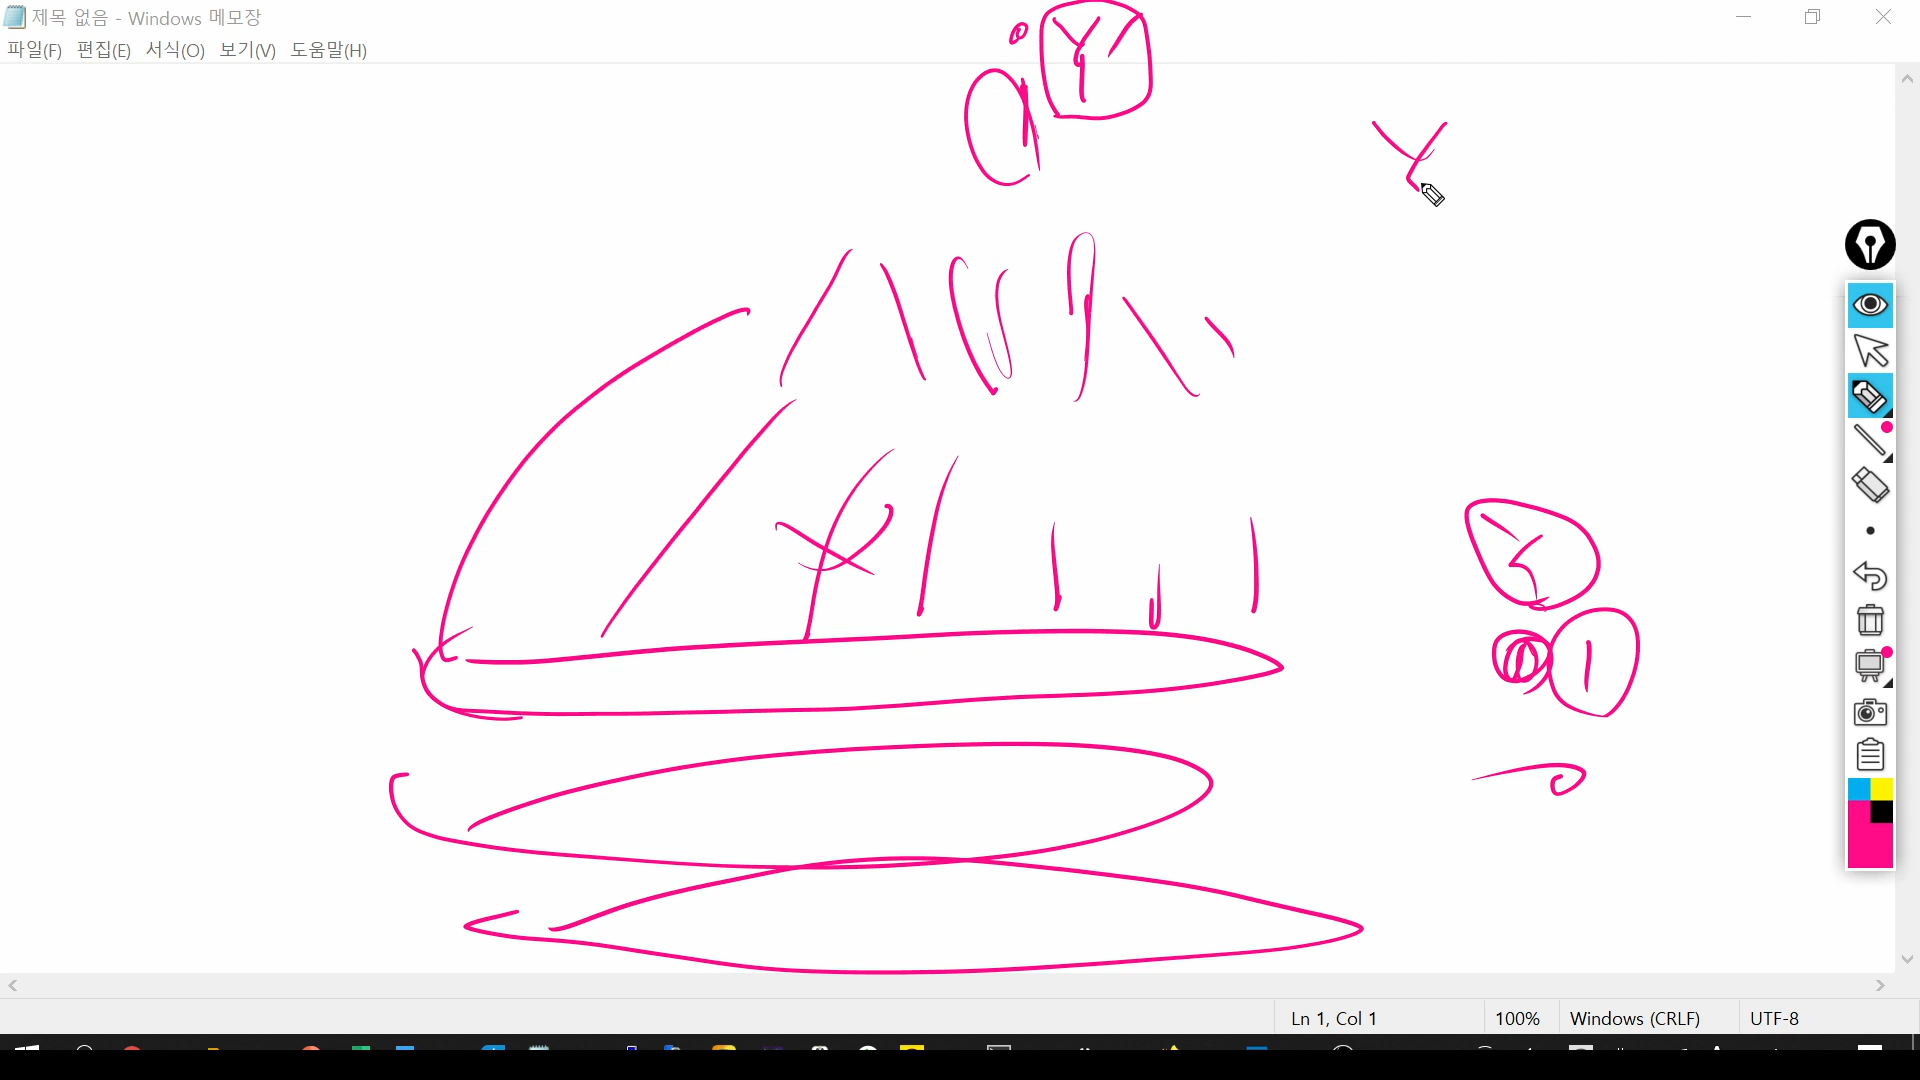 제목 없음 - Windows 메모장
파일(F) 편집(E) 서식(O) 보기(V) 도움말(H)
Y
Y
1
Ln 1, Col 1 100% Windows (CRLF) UTF-8